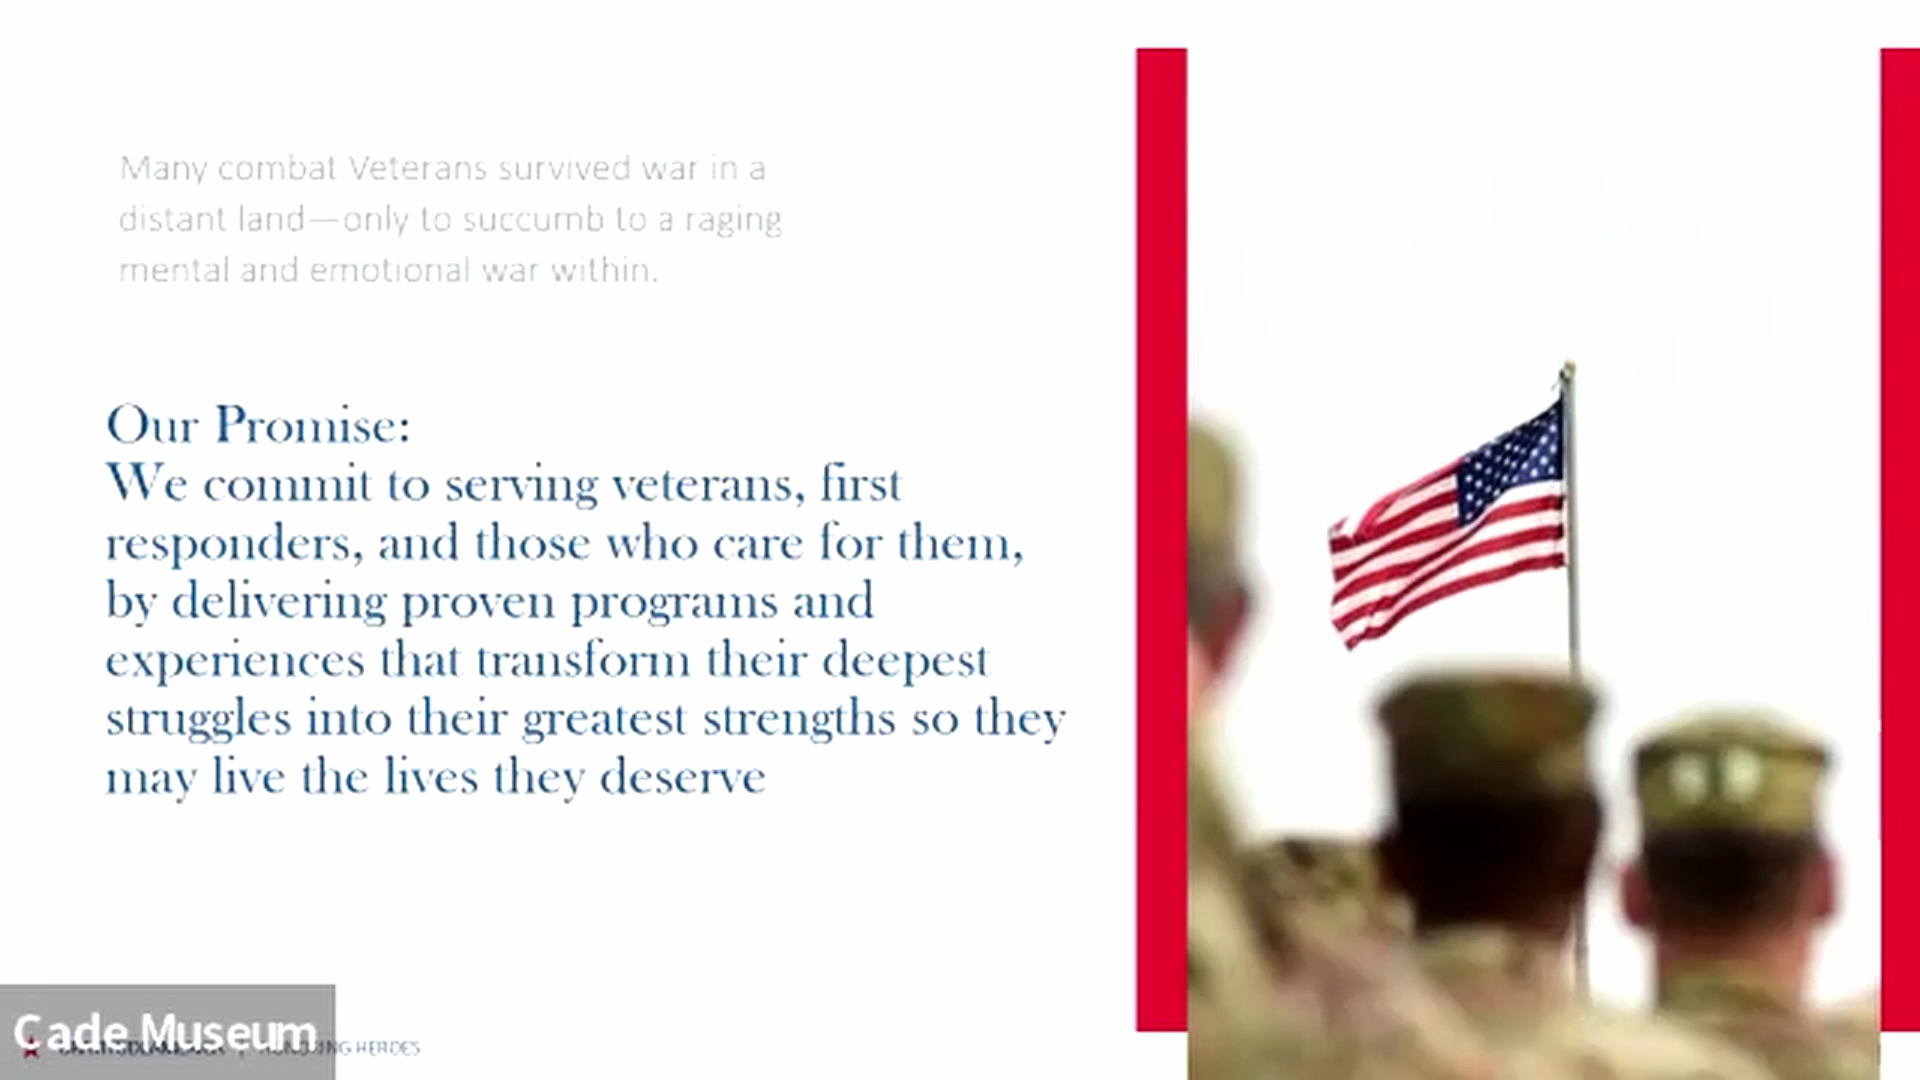 Many combat Veterans survived war in a
distant land—only to succumb to a raging
mental and emotional war within.
Our Promise:
We commit to serving veterans, first
responders, and those who care for them,
by delivering proven programs and
experiences that transform their deepest
struggles into their greatest strengths so they
may live the lives they deserve
Cade Museum
HEROES